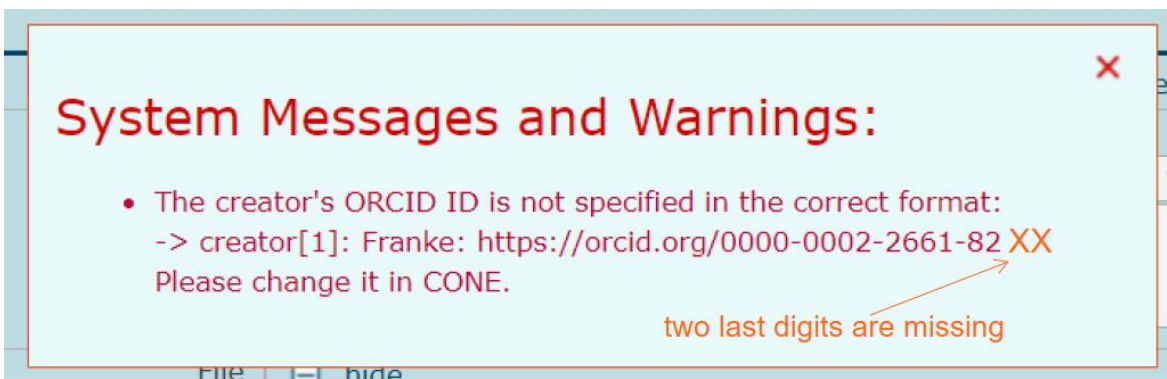 System Messages and Warnings:
• The creator's ORCID ID is not specified in the correct format:
-> creator[1]: Franke: https://orcid.org/0000-0002-2661-82 XX
Please change it in CONE.
two last digits are missing
File hide